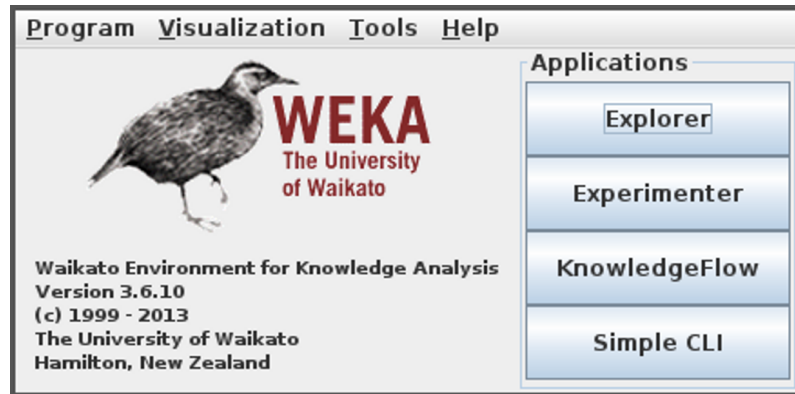 Program Visualization Tools Help
WEKA
The University
of Waikato
Waikato Environment for Knowledge Analysis
Version 3.6.10
(c) 1999 - 2013
The University of Waikato
Hamilton, New Zealand
Applications
Explorer
Experimenter
KnowledgeFlow
Simple CLI